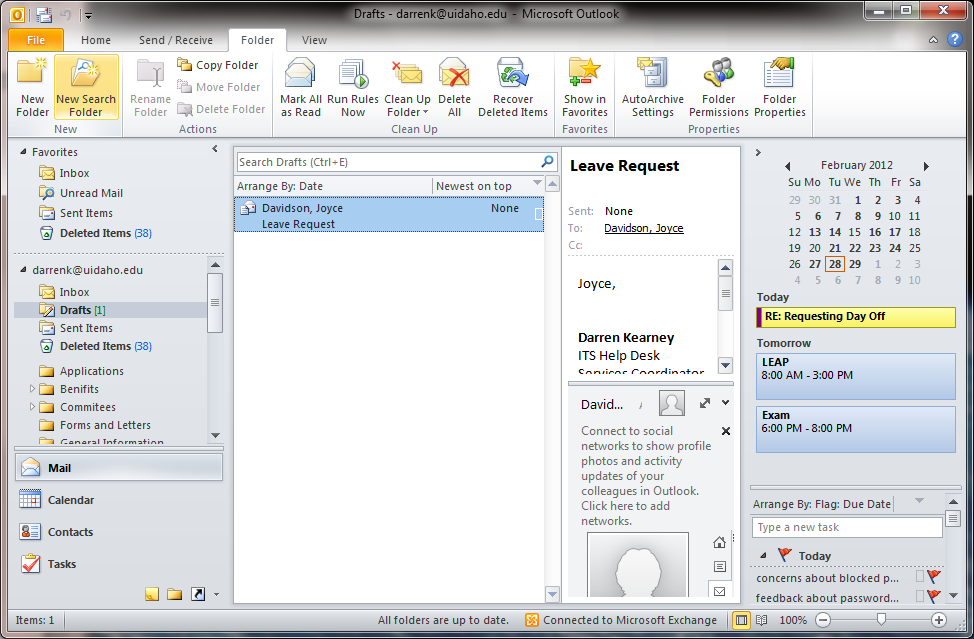 Drafts - darrenk@uidaho.edu - Microsoft Outlook
File Home Send / Receive Folder View
New Folder
New Search Folder
Rename Folder
Copy Folder
Move Folder
Delete Folder
Mark All as Read
Run Rules Now
Clean Up Folder
Delete All
Recover Deleted Items
Show in Favorites
AutoArchive Settings
Folder Permissions
Folder Properties
New Actions Clean Up Favorites Properties
Favorites
Inbox
Unread Mail
Sent Items
Deleted Items (38)
darrenk@uidaho.edu
Inbox
Drafts [1]
Sent Items
Deleted Items (38)
Applications
Benifits
Commitees
Forms and Letters
General Information
Mail
Calendar
Contacts
Tasks
Search Drafts (Ctrl+E)
Arrange By: Date Newest on top
Davidson, Joyce None
Leave Request
Leave Request
Sent: None
To: Davidson, Joyce
Cc:
Joyce,
Darren Kearney
ITS Help Desk
Services Coordinator
David...
Connect to social
networks to show profile
photos and activity
updates of your
colleagues in Outlook.
Click here to add
networks.
February 2012
Su Mo Tu We Th Fr Sa
29 30 31 1 2 3 4
5 6 7 8 9 10 11
12 13 14 15 16 17 18
19 20 21 22 23 24 25
26 27 28 29 1 2 3
4 5 6 7 8 9 10
Today
RE: Requesting Day Off
Tomorrow
LEAP
8:00 AM - 3:00 PM
Exam
6:00 PM - 8:00 PM
Arrange By: Flag: Due Date
Type a new task
Today
concerns about blocked p...
feedback about password...
Items: 1 All folders are up to date. Connected to Microsoft Exchange 100%